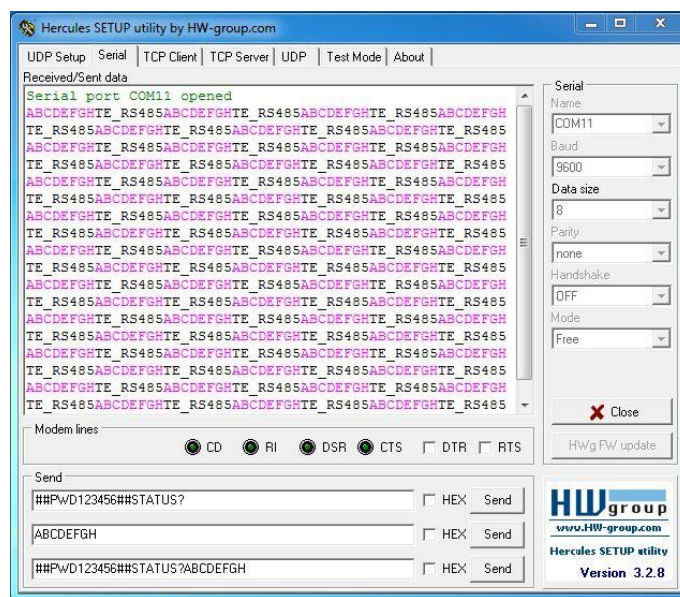 Hercules SETUP utility by HW-group.com
UDP Setup Serial TCP Client TCP Server UDP Test Mode About
Received/Sent data
Serial port COM11 opened
ABCDEFGHTE_RS485ABCDEFGHTE_RS485ABCDEFGHTE_RS485ABCDEFGH
TE_RS485ABCDEFGHTE_RS485ABCDEFGHTE_RS485ABCDEFGHTE_RS485
ABCDEFGHTE_RS485ABCDEFGHTE_RS485ABCDEFGHTE_RS485ABCDEFGH
TE_RS485ABCDEFGHTE_RS485ABCDEFGHTE_RS485ABCDEFGHTE_RS485
ABCDEFGHTE_RS485ABCDEFGHTE_RS485ABCDEFGHTE_RS485ABCDEFGH
TE_RS485ABCDEFGHTE_RS485ABCDEFGHTE_RS485ABCDEFGHTE_RS485
ABCDEFGHTE_RS485ABCDEFGHTE_RS485ABCDEFGHTE_RS485ABCDEFGH
TE_RS485ABCDEFGHTE_RS485ABCDEFGHTE_RS485ABCDEFGHTE_RS485
ABCDEFGHTE_RS485ABCDEFGHTE_RS485ABCDEFGHTE_RS485ABCDEFGH
TE_RS485ABCDEFGHTE_RS485ABCDEFGHTE_RS485ABCDEFGHTE_RS485
ABCDEFGHTE_RS485ABCDEFGHTE_RS485ABCDEFGHTE_RS485ABCDEFGH
TE_RS485ABCDEFGHTE_RS485ABCDEFGHTE_RS485ABCDEFGHTE_RS485
ABCDEFGHTE_RS485ABCDEFGHTE_RS485ABCDEFGHTE_RS485ABCDEFGH
TE_RS485ABCDEFGHTE_RS485ABCDEFGHTE_RS485ABCDEFGHTE_RS485
ABCDEFGHTE_RS485ABCDEFGHTE_RS485ABCDEFGHTE_RS485ABCDEFGH
TE_RS485ABCDEFGHTE_RS485ABCDEFGHTE_RS485ABCDEFGHTE_RS485
ABCDEFGHTE_RS485ABCDEFGHTE_RS485ABCDEFGHTE_RS485ABCDEFGH
TE_RS485ABCDEFGHTE_RS485ABCDEFGHTE_RS485ABCDEFGHTE_RS485
Serial
Name
COM11
Baud
9600
Data size
8
Parity
none
Handshake
OFF
Mode
Free
Close
HWg FW update
Modem lines
CD RI DSR CTS DTR RTS
Send
##PWD123456##STATUS? HEX Send
ABCDEFGH HEX Send
##PWD123456##STATUS?ABCDEFGH HEX Send
HW group
www.HW-group.com
Hercules SETUP utility
Version 3.2.8